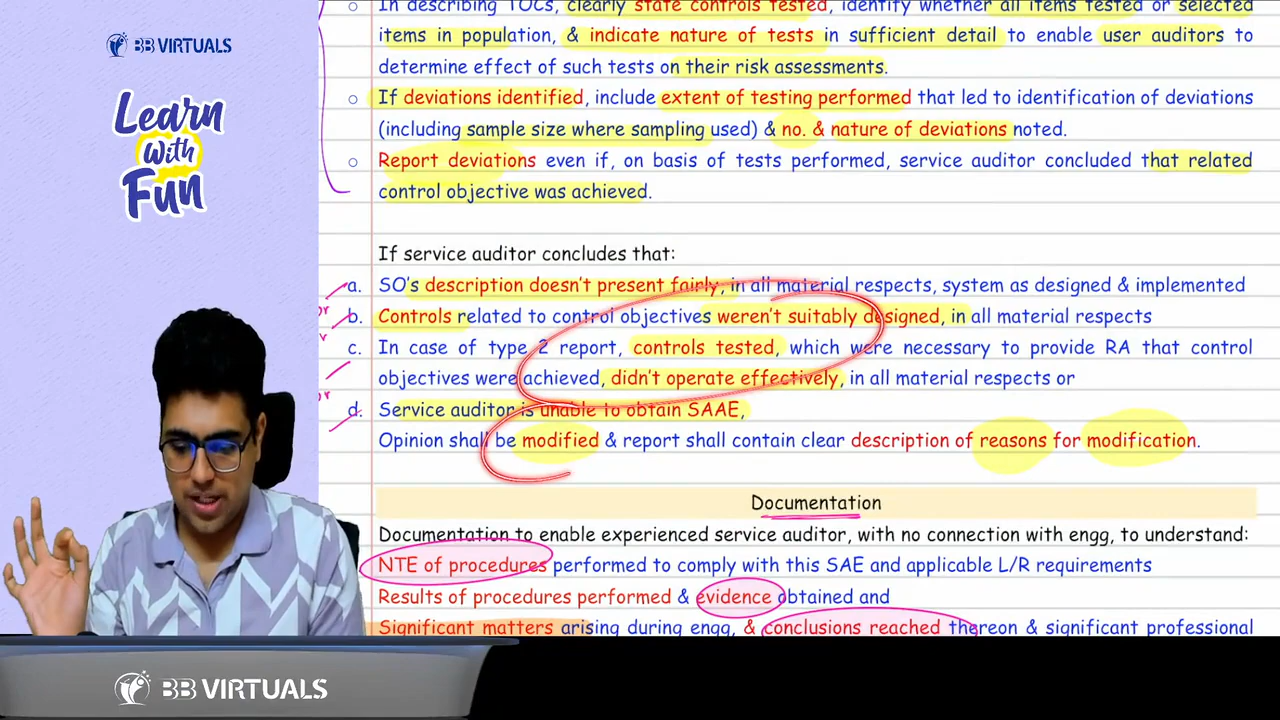 BB VIRTUALS
Learn
With
Fun
In describing TOCs, clearly state controls tested, identify whether all items tested or selected
items in population, & indicate nature of tests in sufficient detail to enable user auditors to
determine effect of such tests on their risk assessments.
If deviations identified, include extent of testing performed that led to identification of deviations
(including sample size where sampling used) & no. & nature of deviations noted.
Report deviations even if, on basis of tests performed, service auditor concluded that related
control objective was achieved.
If service auditor concludes that:
a. SO's description doesn't present fairly, in all material respects, system as designed & implemented
or
b. Controls related to control objectives weren't suitably designed, in all material respects
c. In case of type 2 report, controls tested, which were necessary to provide RA that control
objectives were achieved, didn't operate effectively, in all material respects or
or
d. Service auditor is unable to obtain SAAE,
Opinion shall be modified & report shall contain clear description of reasons for modification.
Documentation
Documentation to enable experienced service auditor, with no connection with engg, to understand:
NTE of procedures performed to comply with this SAE and applicable L/R requirements
Results of procedures performed & evidence obtained and
Significant matters arising during engg, & conclusions reached thereon & significant professional
BB VIRTUALS